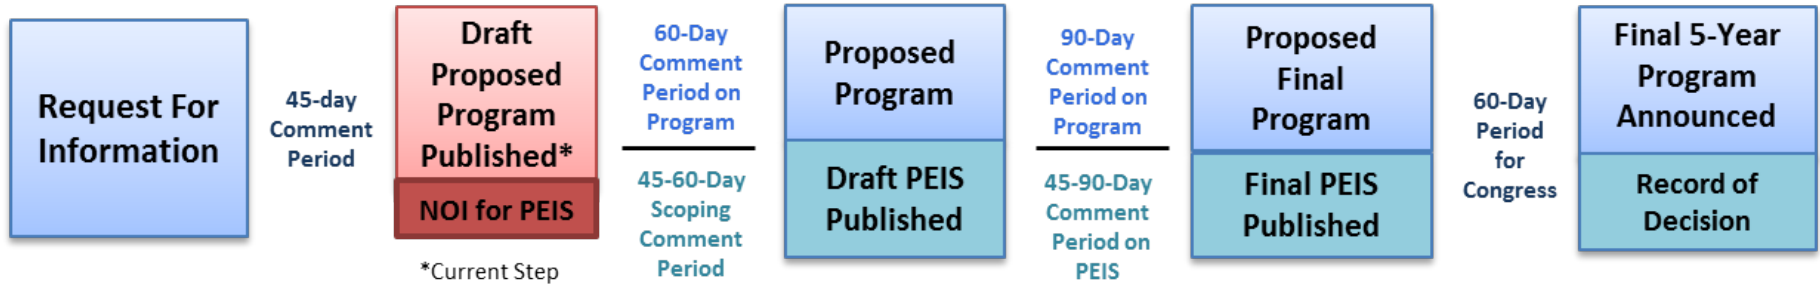 Request For
Information
45-day
Comment
Period
Draft
Proposed
Program
Published*
NOI for PEIS
*Current Step
60-Day
Comment
Period on
Program
45-60-Day
Scoping
Comment
Period
Proposed
Program
Draft PEIS
Published
90-Day
Comment
Period on
Program
45-90-Day
Comment
Period on
PEIS
Proposed
Final
Program
Final PEIS
Published
60-Day
Period
for
Congress
Final 5-Year
Program
Announced
Record of
Decision